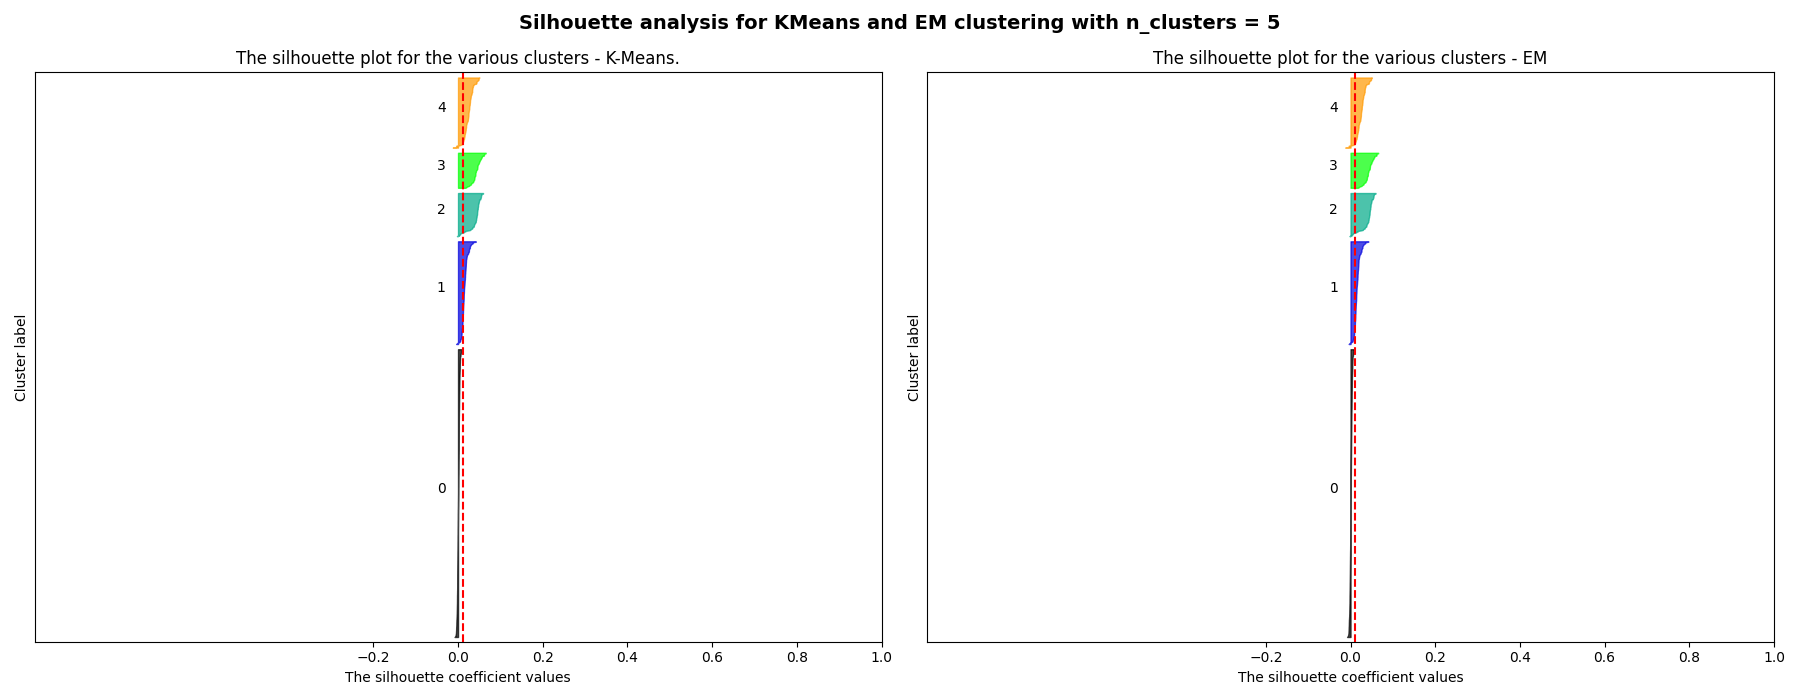 Silhouette analysis for KMeans and EM clustering with n_clusters = 5
The silhouette plot for the various clusters - K-Means.
4
3
2
1
0
Cluster label
−0.2 0.0 0.2 0.4 0.6 0.8 1.0
The silhouette coefficient values
The silhouette plot for the various clusters - EM
4
3
2
1
0
Cluster label
−0.2 0.0 0.2 0.4 0.6 0.8 1.0
The silhouette coefficient values